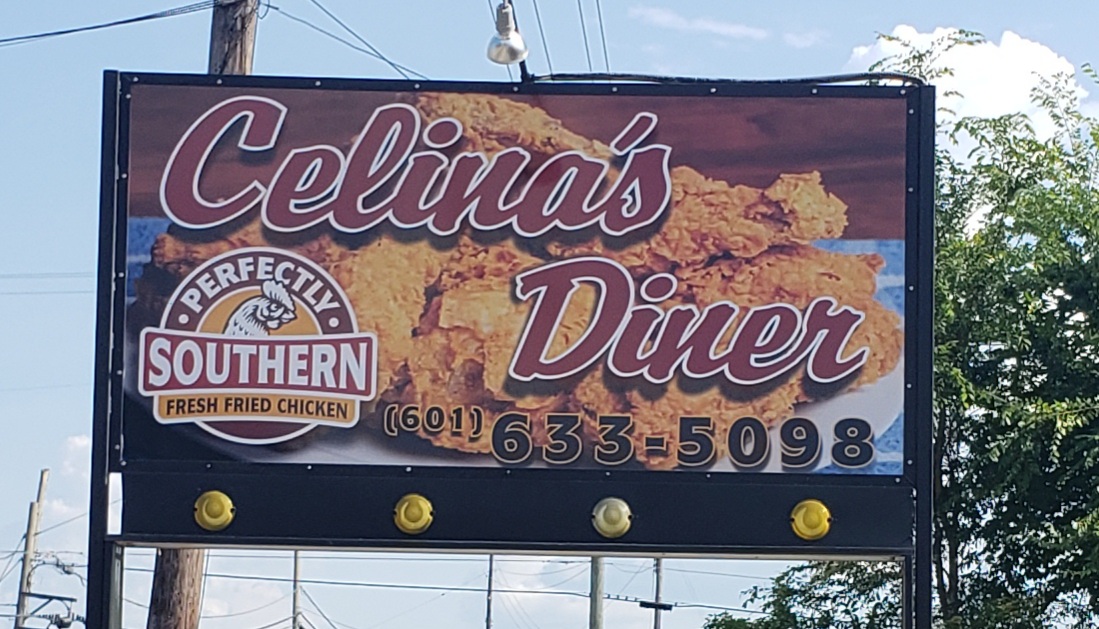 Celina's
Diner
• PERFECTLY •
SOUTHERN
FRESH FRIED CHICKEN
(601) 633-5098